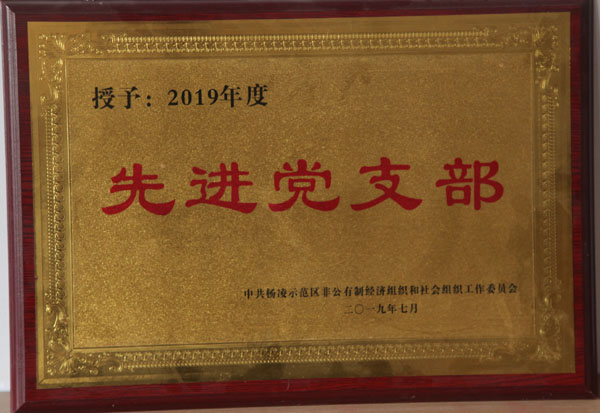 授予：2019年度
先进党支部
中共杨凌示范区非公有制经济组织和社会组织工作委员会
二〇一九年七月